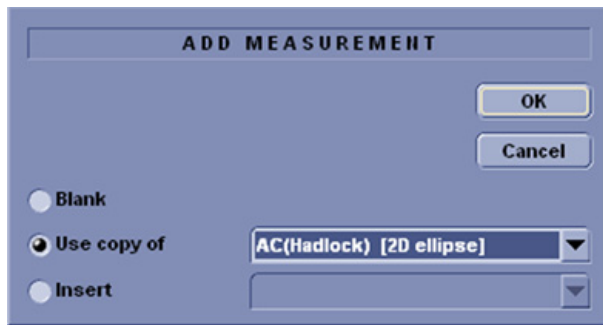 ADD MEASUREMENT
OK
Cancel
Blank
Use copy of AC(Hadlock) [2D ellipse]
Insert